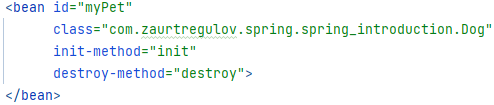 <bean id="myPet"
class="com.zaurtregulov.spring.spring_introduction.Dog"
init-method="init"
destroy-method="destroy">
</bean>